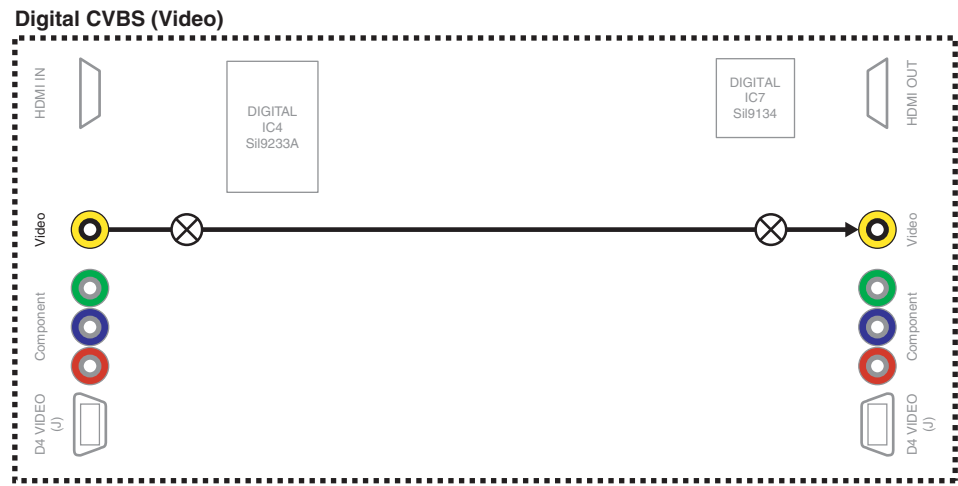 Digital CVBS (Video)
HDMI IN
DIGITAL
IC4
Sil9233A
DIGITAL
IC7
Sil9134
HDMI OUT
Video
Video
Component
Component
D4 VIDEO
(J)
D4 VIDEO
(J)